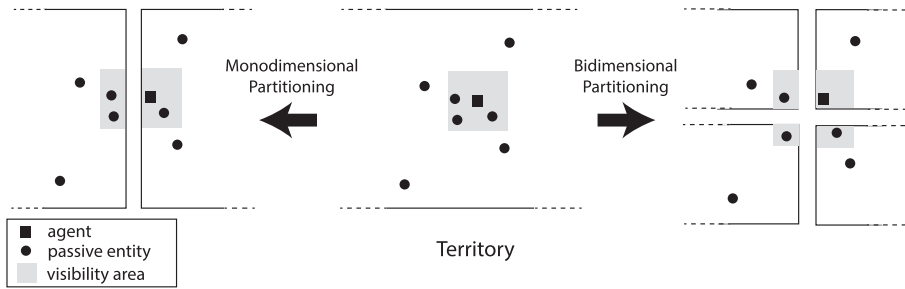 Monodimensional
Partitioning
Bidimensional
Partitioning
agent
passive entity
visibility area
Territory